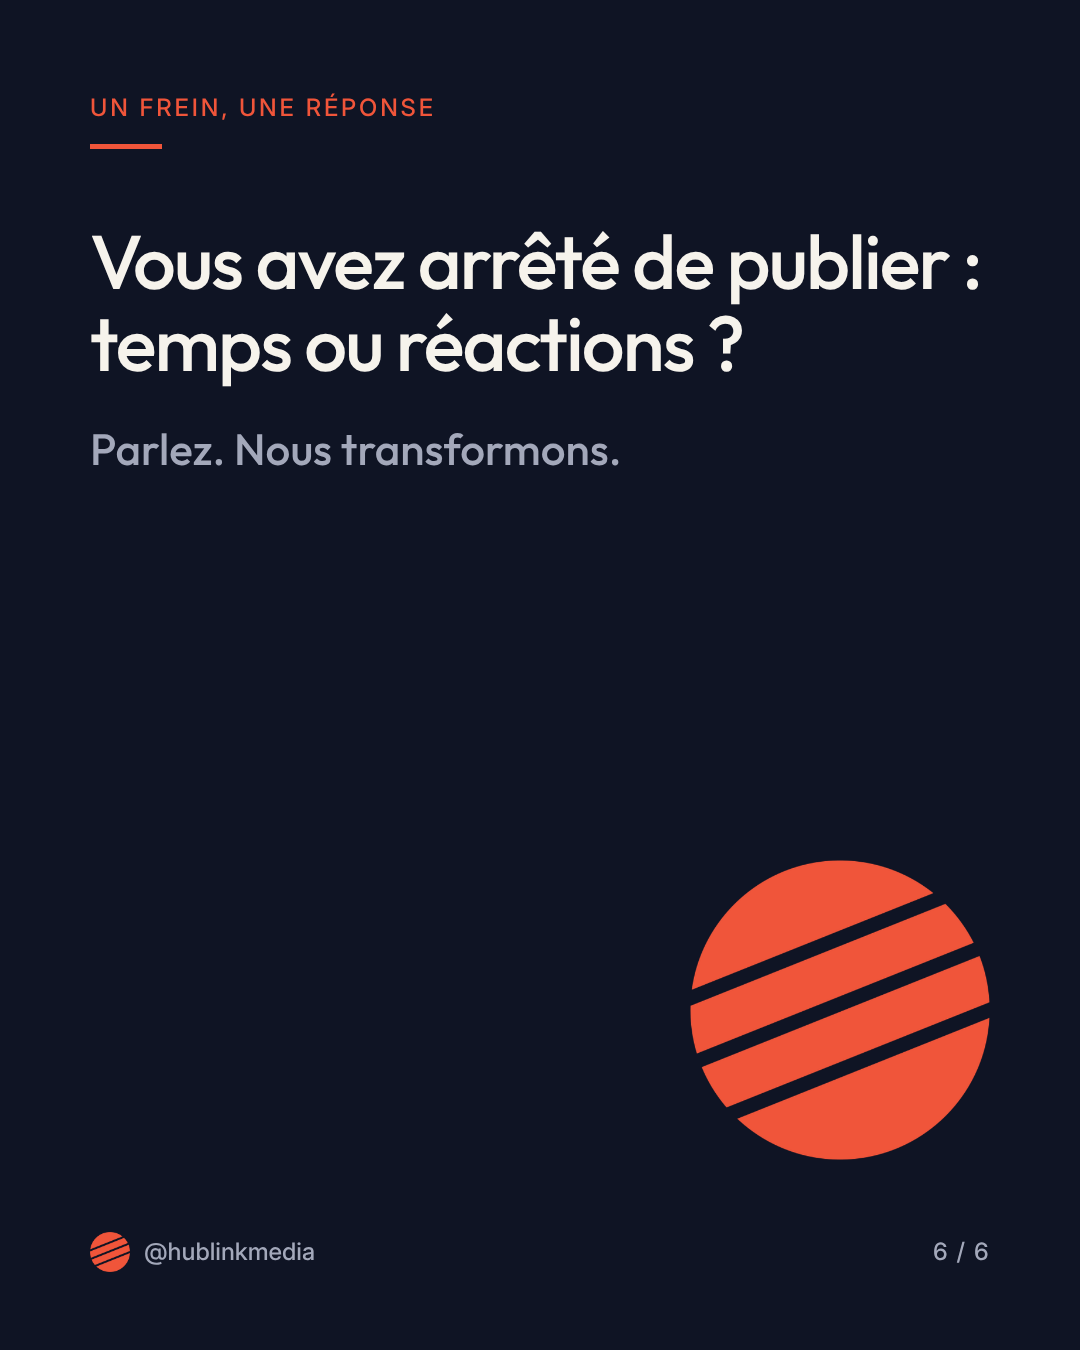 UN FREIN, UNE RÉPONSE
Vous avez arrêté de publier :
temps ou réactions ?
Parlez. Nous transformons.
@hublinkmedia
6 / 6